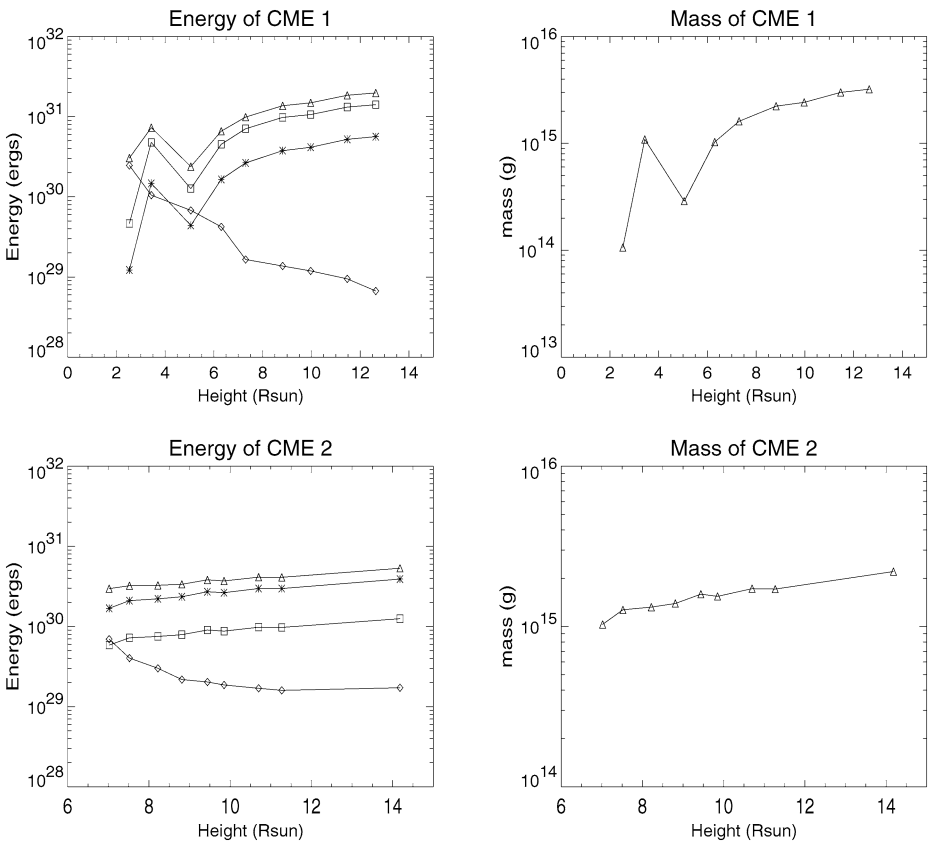 Energy of CME 1
10^32
10^31
10^30
10^29
10^28
Energy (ergs)
0 2 4 6 8 10 12 14
Height (Rsun)
Mass of CME 1
10^16
10^15
10^14
10^13
mass (g)
0 2 4 6 8 10 12 14
Height (Rsun)
Energy of CME 2
10^32
10^31
10^30
10^29
10^28
Energy (ergs)
6 8 10 12 14
Height (Rsun)
Mass of CME 2
10^16
10^15
10^14
mass (g)
6 8 10 12 14
Height (Rsun)